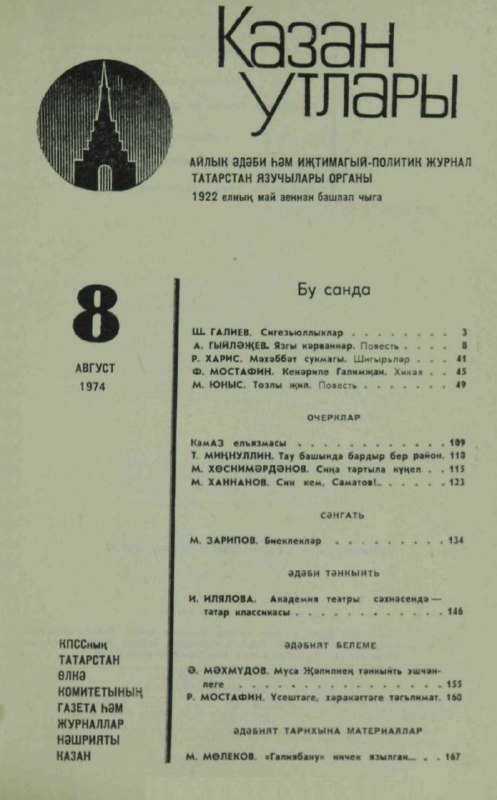 Казан
утлары
АЙЛЫК ӘДӘБИ ҺӘМ ИҖТИМАГЫЙ-ПОЛИТИК ЖУРНАЛ
ТАТАРСТАН ЯЗУЧЫЛАРЫ ОРГАНЫ
1922 елның май аеннан башлап чыга
8
АВГУСТ
1974
Бу санда
Ш. ГАЛИЕВ. Сигезьюллыклар . . . . . . . . 3
А. ГЫЙЛӘҖЕВ. Язгы кәрваннар. Повесть . . . . 8
Р. ХАРИС. Мәхәббәт сукмагы. Шигырьләр . . . 41
Ф. МОСТАФИН. Кенәриле Галимҗан. Хикәя . . 45
М. ЮНЫС. Тозлы җил. Повесть . . . . . . . 49
ОЧЕРКЛАР
КамАЗ елъязмасы . . . . . . . . . . . . 109
Т. МИҢНУЛЛИН. Тау башында бардыр бер район. 110
М. ХӨСНИМӘРДӘНОВ. Сиңа тартыла күңел . . 115
М. ХАННАНОВ. Син кем, Саматов!.. . . . . . 123
СӘНГАТЬ
М. ЗАРИПОВ. Биеклекләр . . . . . . . . . 134
ӘДӘБИ ТӘНКЫЙТЬ
И. ИЛЯЛОВА. Академия театры сәхнәсендә —
татар классикасы . . . . . . . . . . . . 146
ӘДӘБИЯТ БЕЛЕМЕ
Ә. МӘХМҮДОВ. Муса Җәлилнең тәнкыйть эшчән-
леге . . . . . . . . . . . . . . . . . 155
Р. МОСТАФИН. Үсештәге, хәрәкәттәге тәгълимат. 160
ӘДӘБИЯТ ТАРИХЫНА МАТЕРИАЛЛАР
М. МӨЛЕКОВ. «Галиябану» ничек язылган... . . 167
КПССның
ТАТАРСТАН
ӨЛКӘ
КОМИТЕТЫНЫҢ
ГАЗЕТА ҺӘМ
ЖУРНАЛЛАР
НӘШРИЯТЫ
КАЗАН